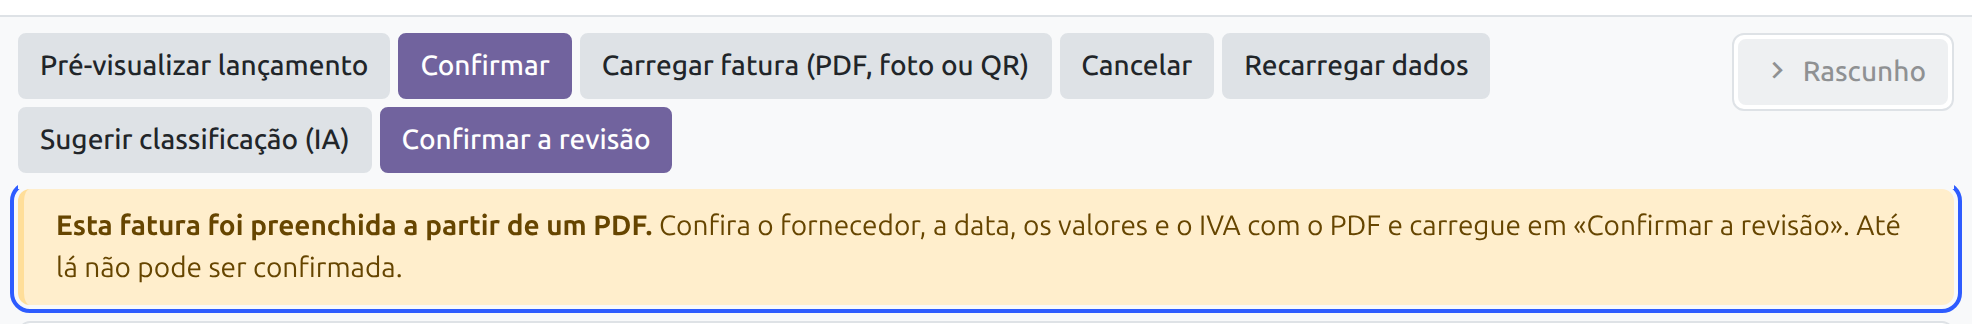 Pré-visualizar lançamento Confirmar Carregar fatura (PDF, foto ou QR) Cancelar Recarregar dados Rascunho
Sugerir classificação (IA) Confirmar a revisão
Esta fatura foi preenchida a partir de um PDF. Confira o fornecedor, a data, os valores e o IVA com o PDF e carregue em «Confirmar a revisão». Até
lá não pode ser confirmada.